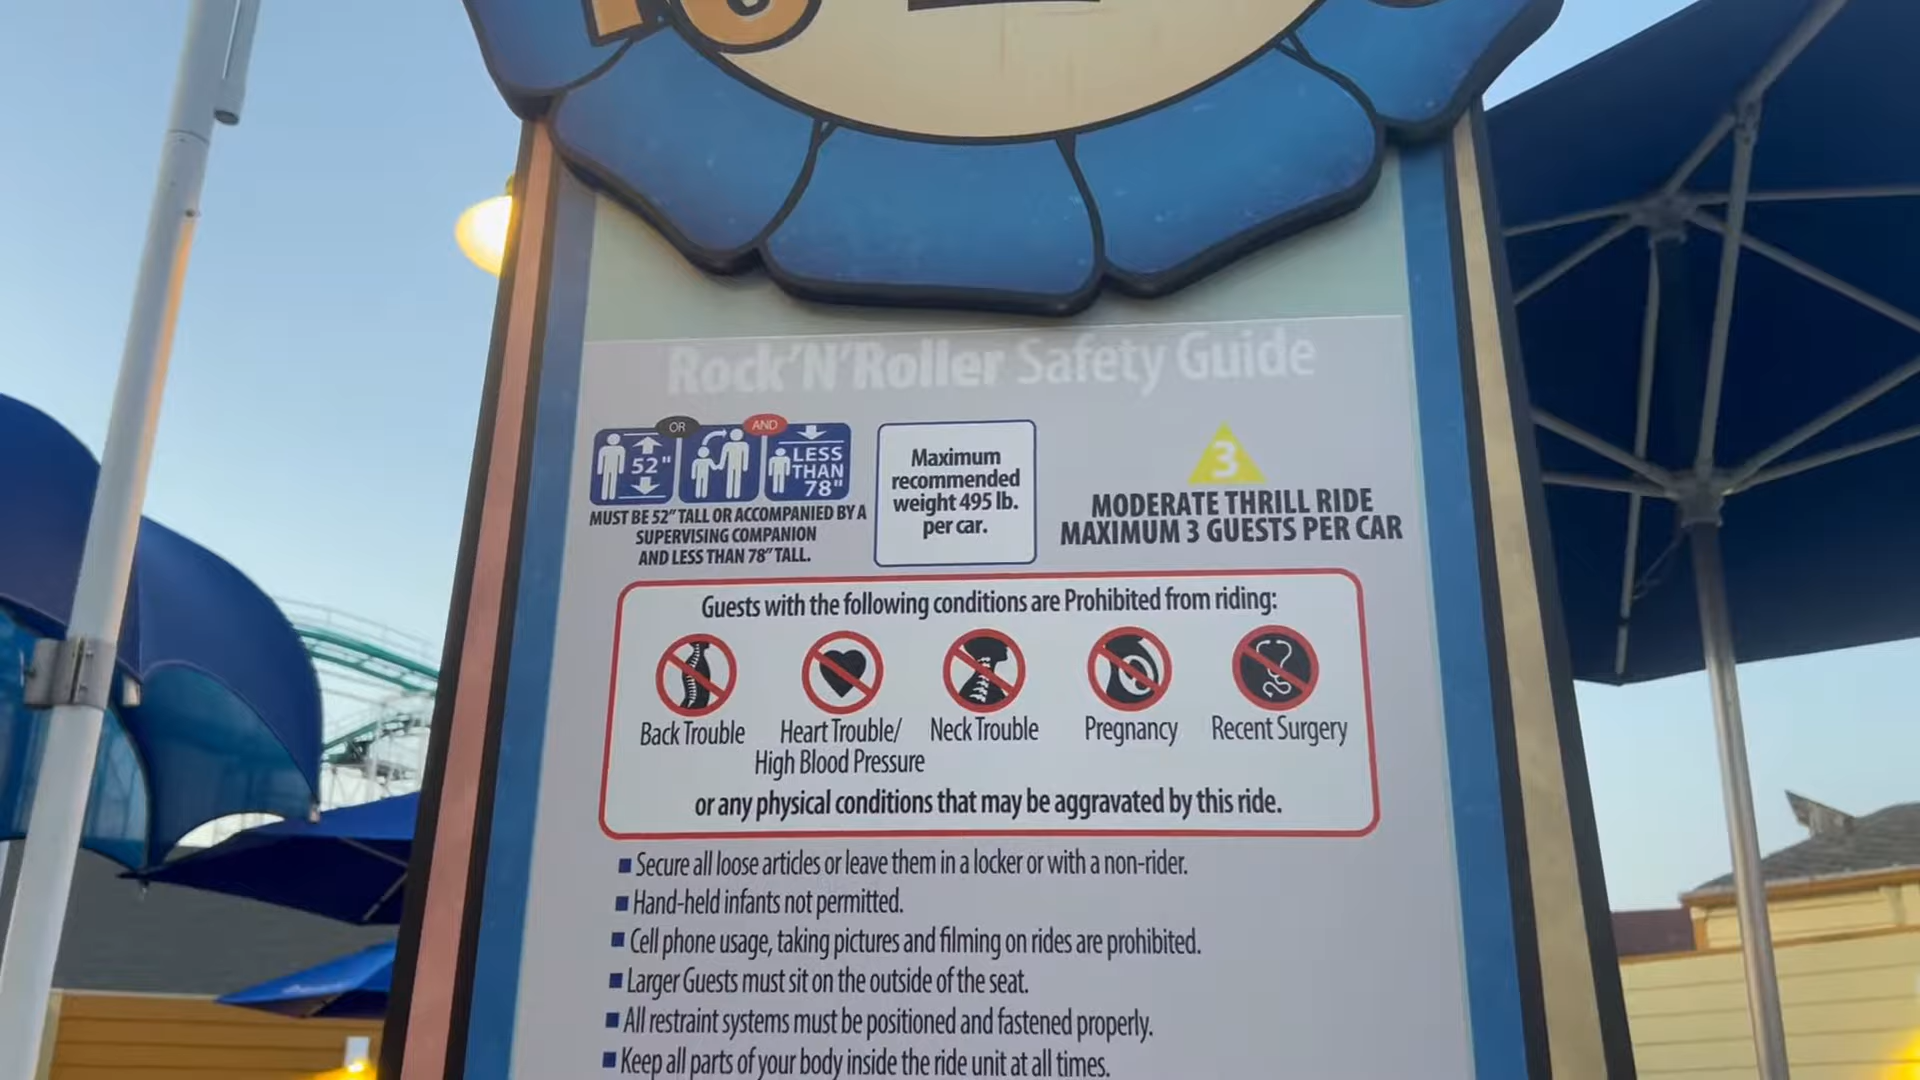 Rock'N'Roller Safety Guide
OR
AND
52"
LESS
THAN
78"
MUST BE 52" TALL OR ACCOMPANIED BY A
SUPERVISING COMPANION
AND LESS THAN 78" TALL.
Maximum
recommended
weight 495 lb.
per car.
3
MODERATE THRILL RIDE
MAXIMUM 3 GUESTS PER CAR
Guests with the following conditions are Prohibited from riding:
Back Trouble
Heart Trouble/
High Blood Pressure
Neck Trouble
Pregnancy
Recent Surgery
or any physical conditions that may be aggravated by this ride.
Secure all loose articles or leave them in a locker or with a non-rider.
Hand-held infants not permitted.
Cell phone usage, taking pictures and filming on rides are prohibited.
Larger Guests must sit on the outside of the seat.
All restraint systems must be positioned and fastened properly.
Keep all parts of your body inside the ride unit at all times.